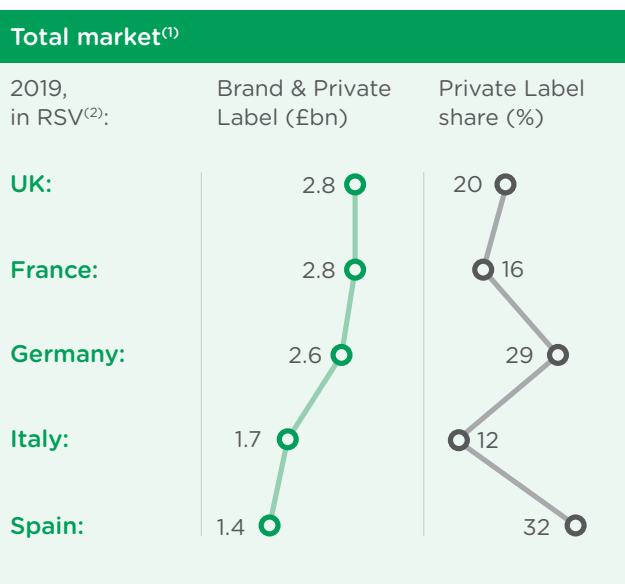 Total market(1)
2019,
in RSV(2):
Brand & Private
Label (£bn)
Private Label
share (%)
UK: 2.8 20
France: 2.8 16
Germany: 2.6 29
Italy: 1.7 12
Spain: 1.4 32